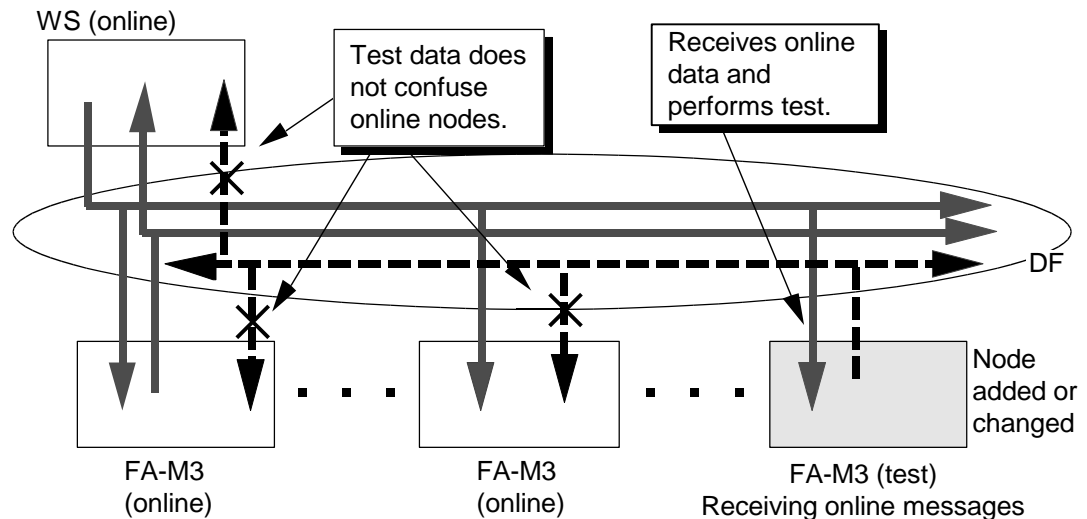 WS (online)
Test data does
not confuse
online nodes.
Receives online
data and
performs test.
DF
Node
added or
changed
FA-M3
(online)
FA-M3
(online)
FA-M3 (test)
Receiving online messages